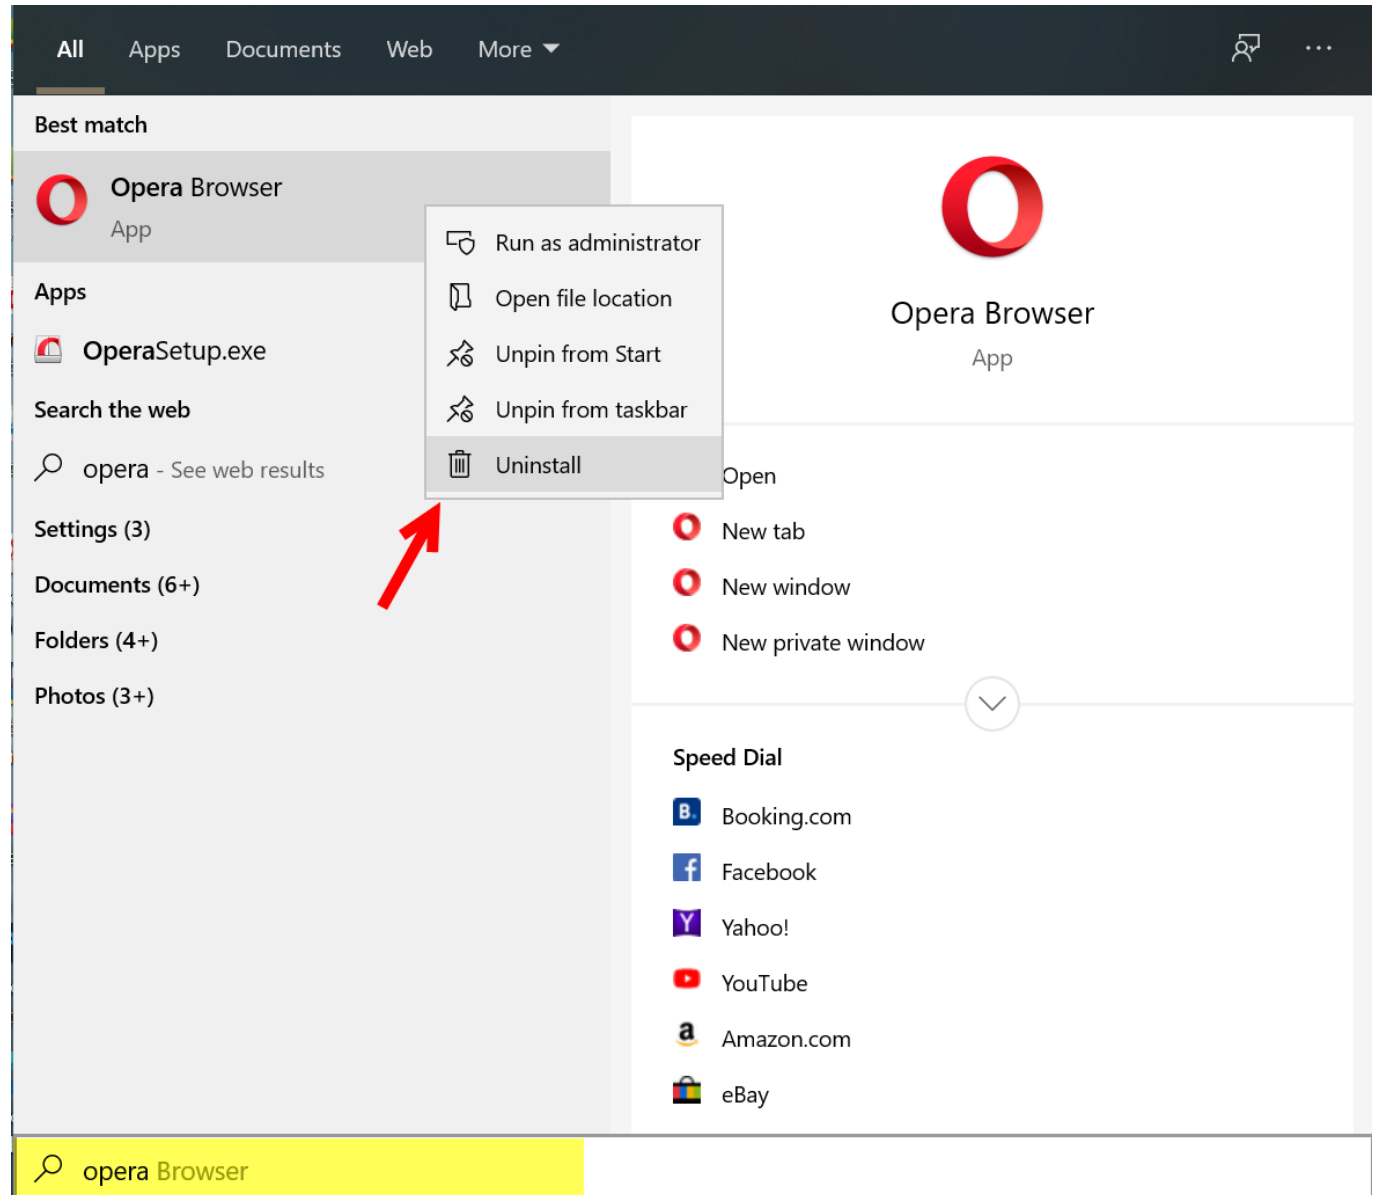 All Apps Documents Web More
Best match
Opera Browser
App
Apps
OperaSetup.exe
Search the web
opera - See web results
Settings (3)
Documents (6+)
Folders (4+)
Photos (3+)
Run as administrator
Open file location
Unpin from Start
Unpin from taskbar
Uninstall
Opera Browser
App
Open
New tab
New window
New private window
Speed Dial
B. Booking.com
f Facebook
Y Yahoo!
YouTube
a Amazon.com
eBay
opera Browser